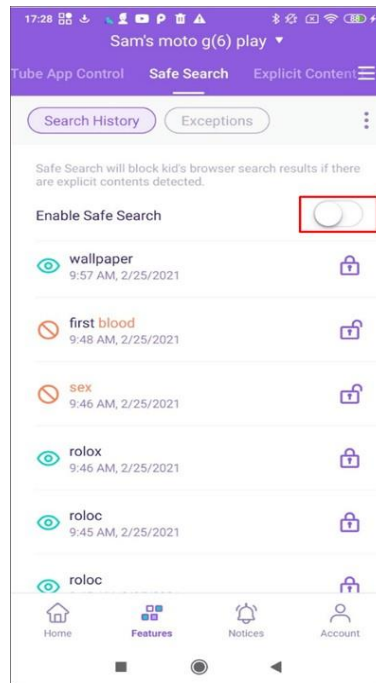 17:28
Sam's moto g(6) play
Tube App Control Safe Search Explicit Content
Search History Exceptions
Safe Search will block kid's browser search results if there
are explicit contents detected.
Enable Safe Search
wallpaper
9:57 AM, 2/25/2021
first blood
9:48 AM, 2/25/2021
sex
9:46 AM, 2/25/2021
rolox
9:46 AM, 2/25/2021
roloc
9:45 AM, 2/25/2021
roloc
Home Features Notices Account